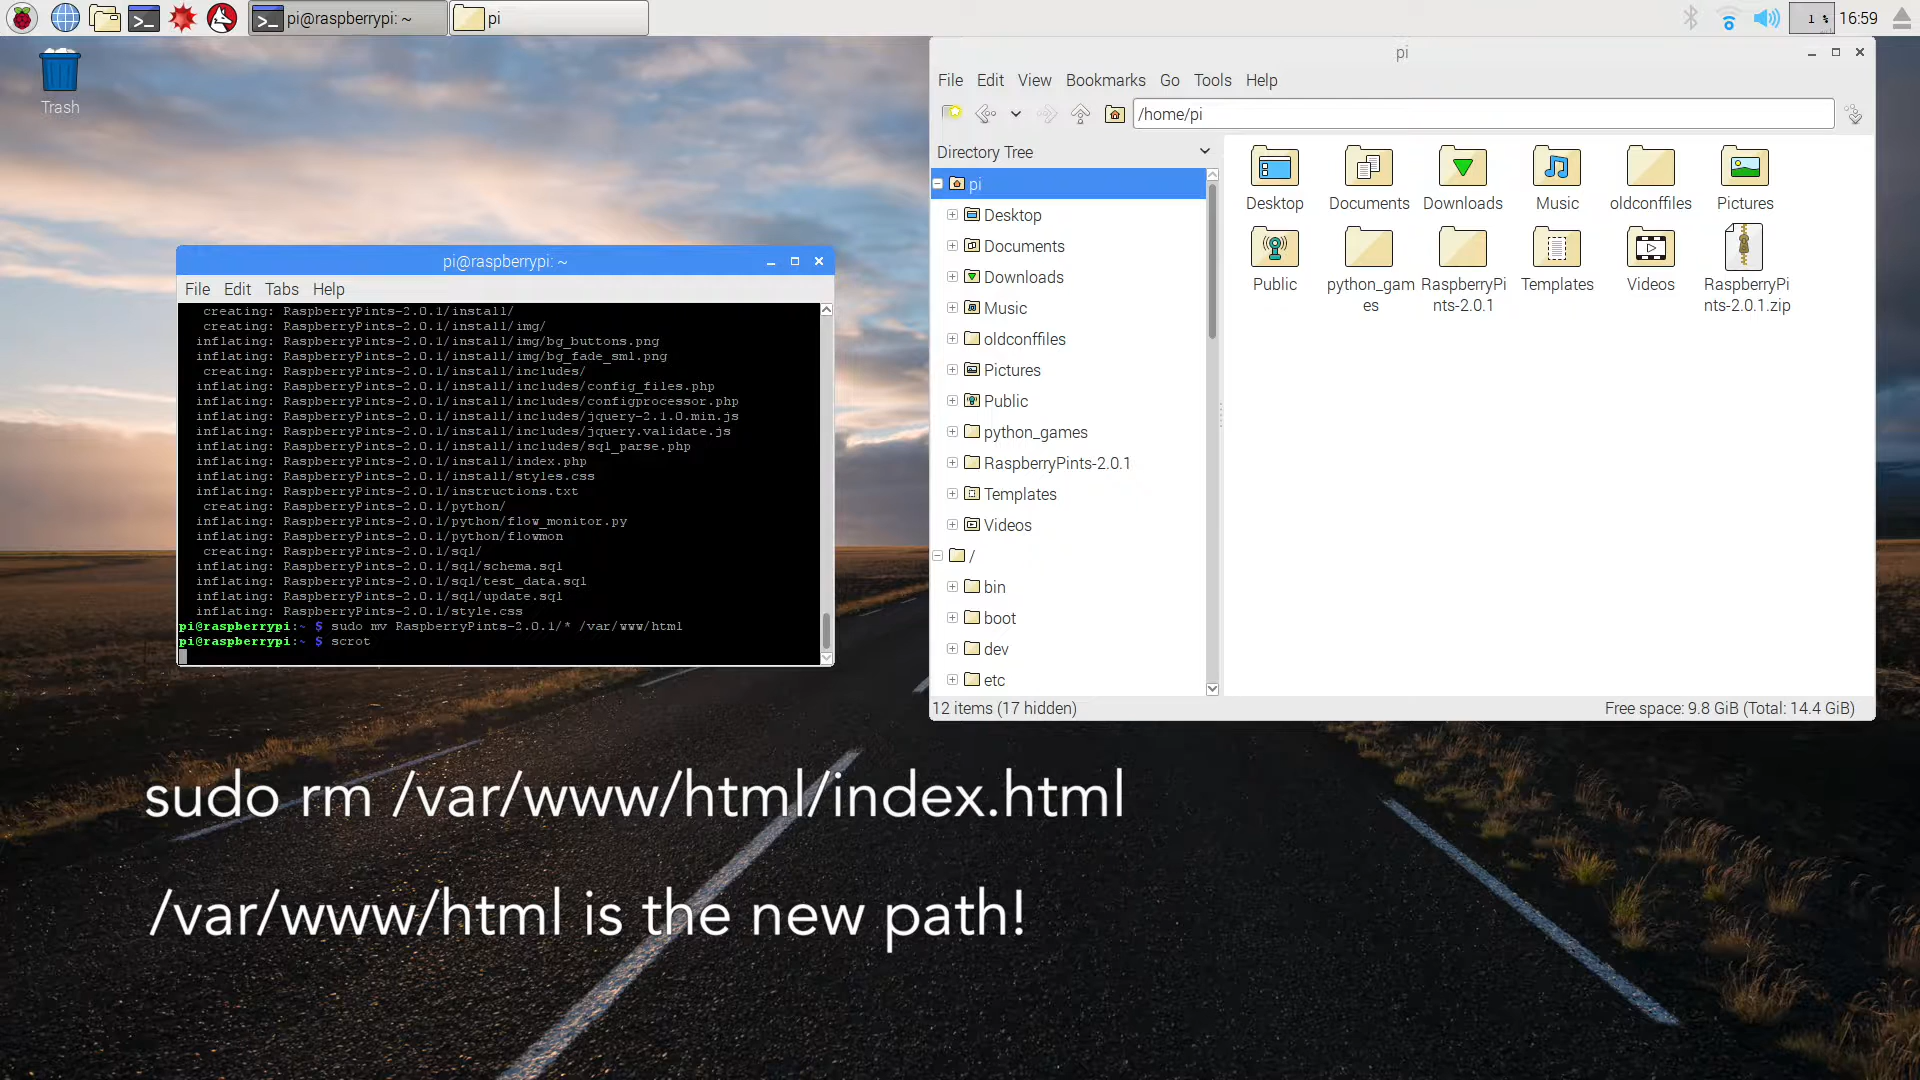 pi@raspberrypi: ~
pi
1 %
16:59
Trash
pi@raspberrypi: ~
File Edit Tabs Help
creating: RaspberryPints-2.0.1/install/
creating: RaspberryPints-2.0.1/install/img/
inflating: RaspberryPints-2.0.1/install/img/bg_buttons.png
inflating: RaspberryPints-2.0.1/install/img/bg_fade_sml.png
creating: RaspberryPints-2.0.1/install/includes/
inflating: RaspberryPints-2.0.1/install/includes/config_files.php
inflating: RaspberryPints-2.0.1/install/includes/configprocessor.php
inflating: RaspberryPints-2.0.1/install/includes/jquery-2.1.0.min.js
inflating: RaspberryPints-2.0.1/install/includes/jquery.validate.js
inflating: RaspberryPints-2.0.1/install/includes/sql_parse.php
inflating: RaspberryPints-2.0.1/install/index.php
inflating: RaspberryPints-2.0.1/install/styles.css
inflating: RaspberryPints-2.0.1/instructions.txt
creating: RaspberryPints-2.0.1/python/
inflating: RaspberryPints-2.0.1/python/flow_monitor.py
inflating: RaspberryPints-2.0.1/python/flowmon
creating: RaspberryPints-2.0.1/sql/
inflating: RaspberryPints-2.0.1/sql/schema.sql
inflating: RaspberryPints-2.0.1/sql/test_data.sql
inflating: RaspberryPints-2.0.1/sql/update.sql
inflating: RaspberryPints-2.0.1/style.css
pi@raspberrypi:~ $ sudo mv RaspberryPints-2.0.1/* /var/www/html
pi@raspberrypi:~ $ scrot
pi
File Edit View Bookmarks Go Tools Help
/home/pi
Directory Tree
pi
Desktop
Documents
Downloads
Music
oldconffiles
Pictures
Public
python_games
RaspberryPints-2.0.1
Templates
Videos
/
bin
boot
dev
etc
Desktop Documents Downloads Music oldconffiles Pictures
Public python_gam RaspberryPi Templates Videos RaspberryPi
es nts-2.0.1 nts-2.0.1.zip
12 items (17 hidden)
Free space: 9.8 GiB (Total: 14.4 GiB)
sudo rm /var/www/html/index.html
/var/www/html is the new path!